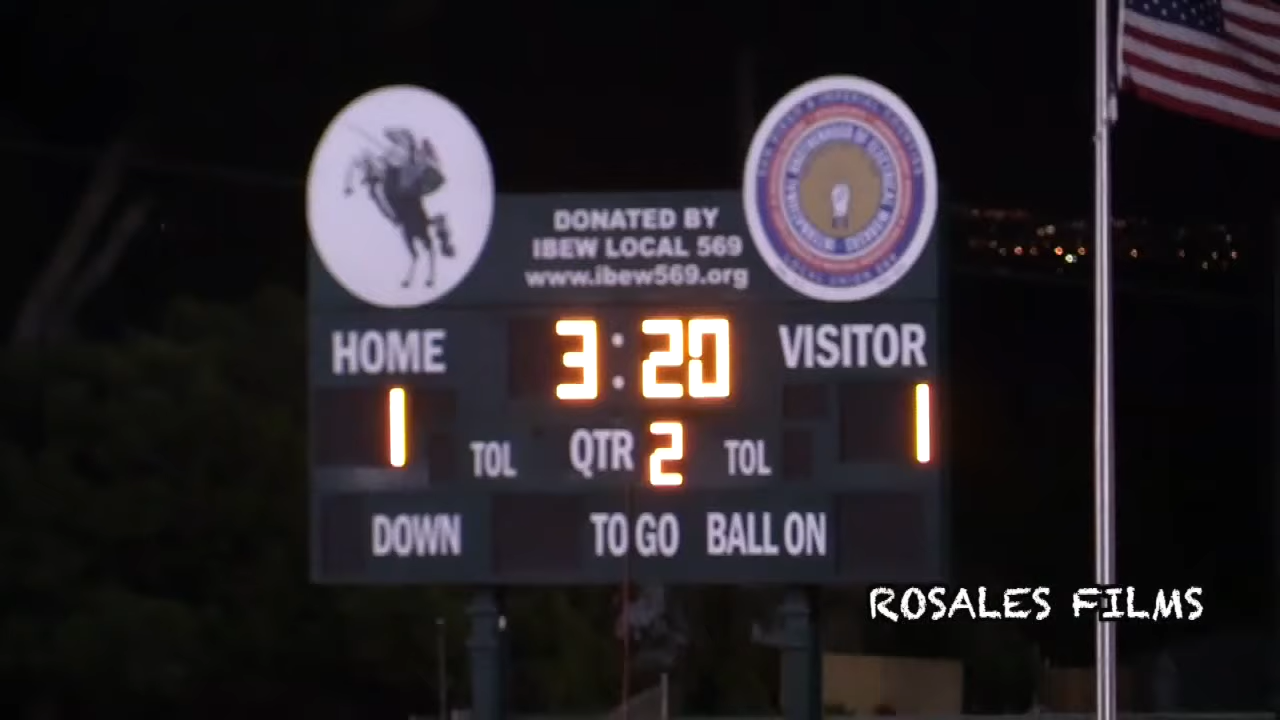 DONATED BY
IBEW LOCAL 569
www.ibew569.org
HOME
3:20
VISITOR
1
1
TOL
QTR 2
TOL
DOWN
TO GO
BALL ON
ROSALES FILMS